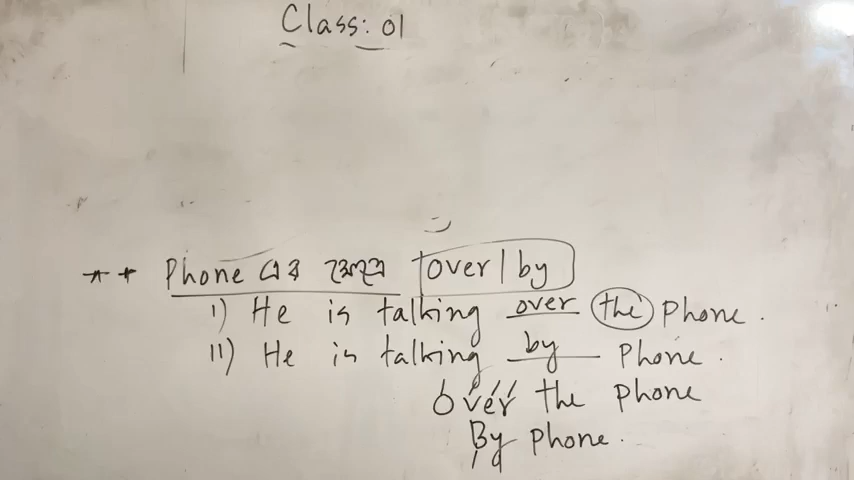 Class: 01
** Phone এর ক্ষেত্রে over/by
i) He is talking over the Phone.
ii) He is talking by Phone.
over the phone
By phone.